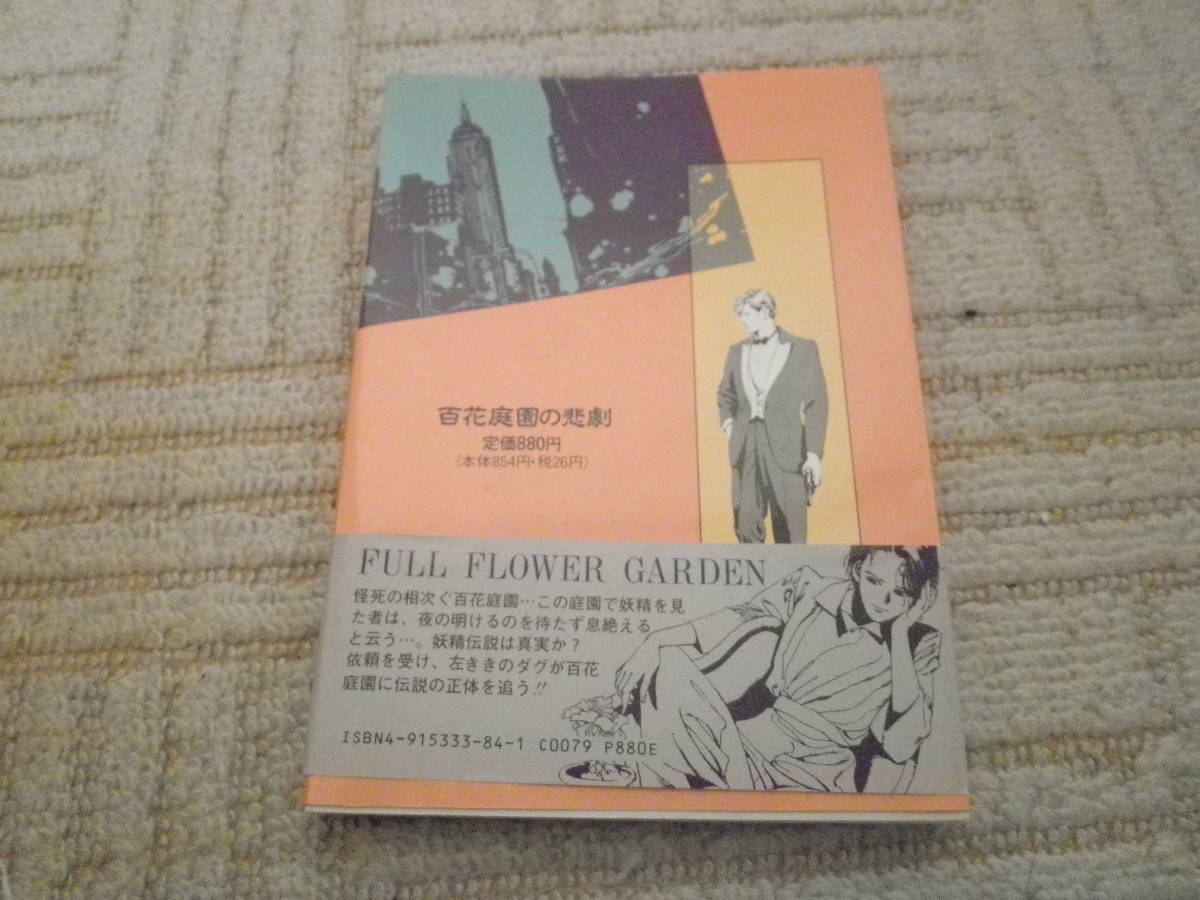 百花庭園の悲劇
定価880円
(本体854円・税26円)
FULL FLOWER GARDEN
怪死の相次ぐ百花庭園…この庭園で妖精を見
た者は、夜の明けるのを待たず息絶える
と云う…。妖精伝説は真実か?
依頼を受け、左ききのダグが百花
庭園に伝説の正体を追う!!
ISBN4-915333-84-1 C0079 P880E